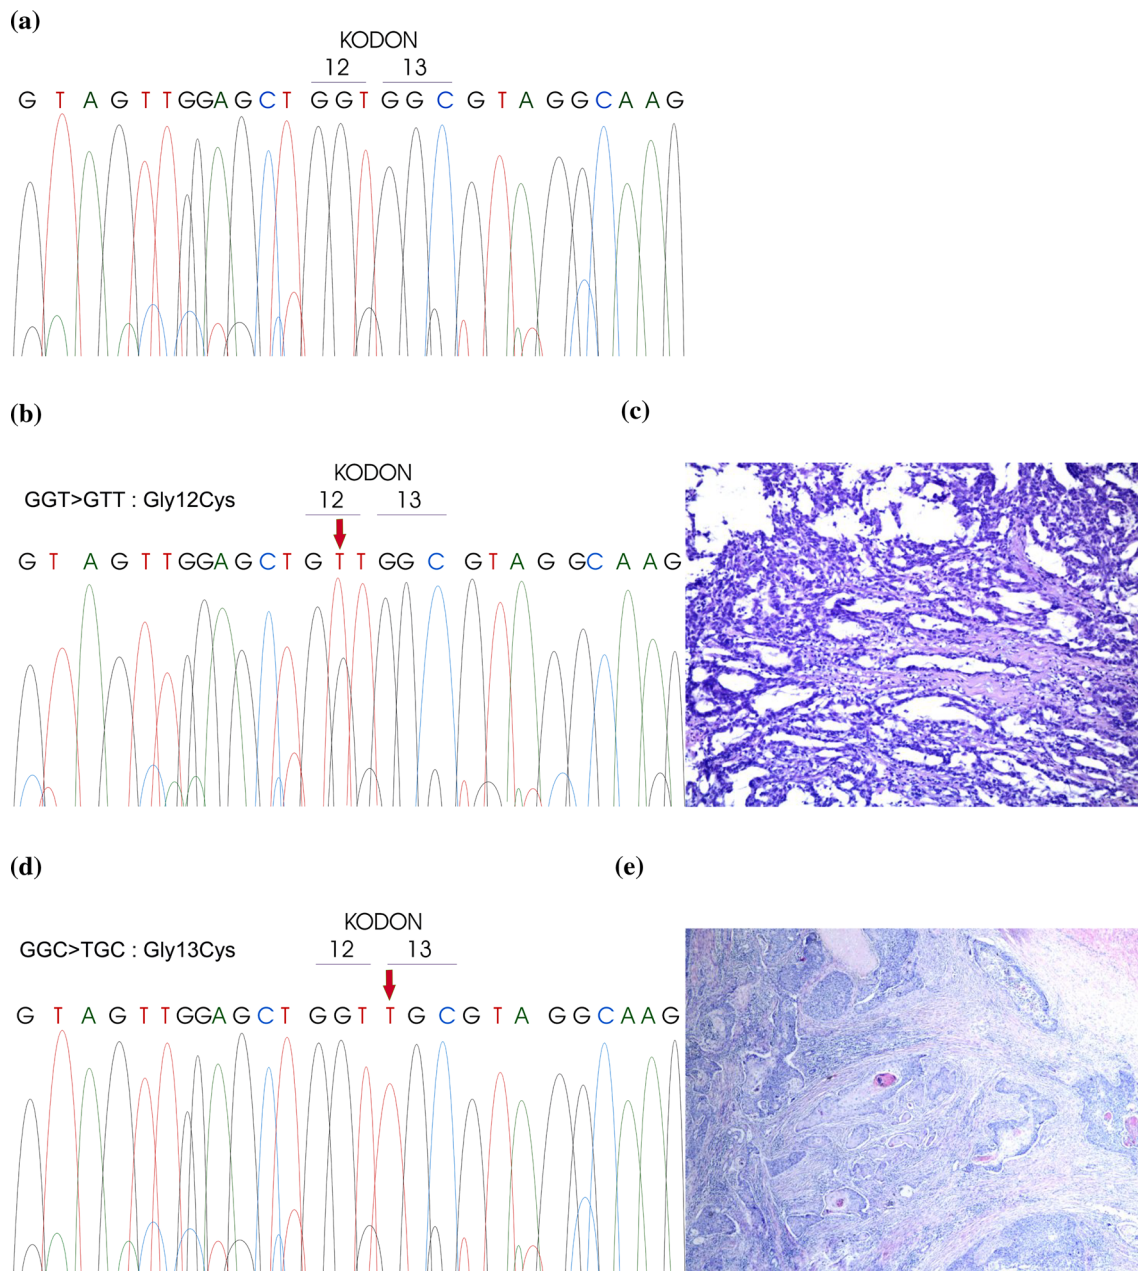 (a)
KODON
12 13
G T A G T T G G A G C T G G T G G C G T A G G C A A G
(b)
(c)
KODON
GGT>GTT : Gly12Cys
12 13
G T A G T T G G A G C T G T T G G C G T A G G C A A G
(d)
(e)
KODON
GGC>TGC : Gly13Cys
12 13
G T A G T T G G A G C T G G T T G C G T A G G C A A G